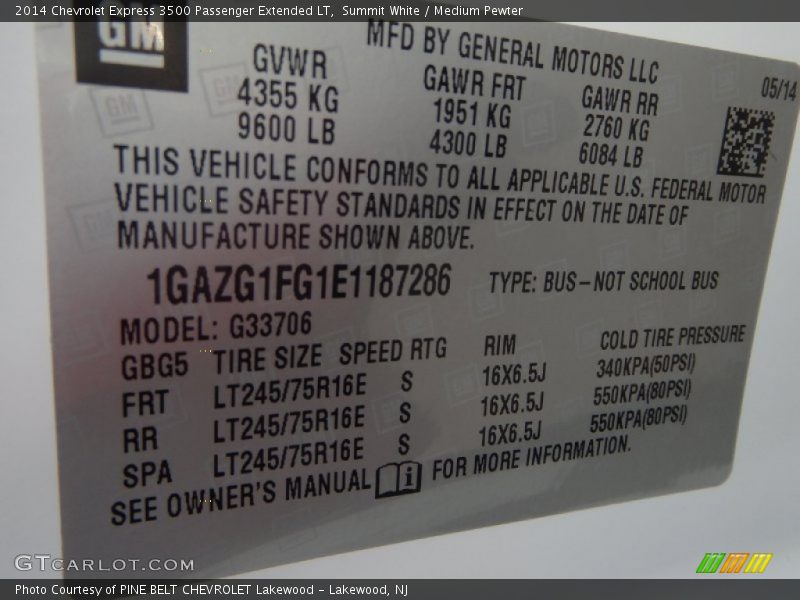 2014 Chevrolet Express 3500 Passenger Extended LT, Summit White / Medium Pewter
GM
MFD BY GENERAL MOTORS LLC
05/14
GVWR GAWR FRT GAWR RR
4355 KG 1951 KG 2760 KG
9600 LB 4300 LB 6084 LB
THIS VEHICLE CONFORMS TO ALL APPLICABLE U.S. FEDERAL MOTOR
VEHICLE SAFETY STANDARDS IN EFFECT ON THE DATE OF
MANUFACTURE SHOWN ABOVE.
1GAZG1FG1E1187286 TYPE: BUS-NOT SCHOOL BUS
MODEL: G33706
GBG5 TIRE SIZE SPEED RTG RIM COLD TIRE PRESSURE
FRT LT245/75R16E S 16X6.5J 340KPA(50PSI)
RR LT245/75R16E S 16X6.5J 550KPA(80PSI)
SPA LT245/75R16E S 16X6.5J 550KPA(80PSI)
SEE OWNER'S MANUAL i FOR MORE INFORMATION.
GTCARLOT.COM
Photo Courtesy of PINE BELT CHEVROLET Lakewood - Lakewood, NJ